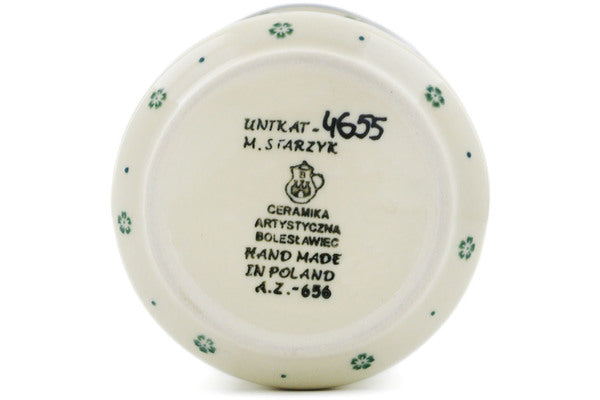 UNIKAT-4655
M. STARZYK
B
CERAMIKA
ARTYSTYCZNA
BOLESŁAWIEC
HAND MADE
IN POLAND
A.Z.-656